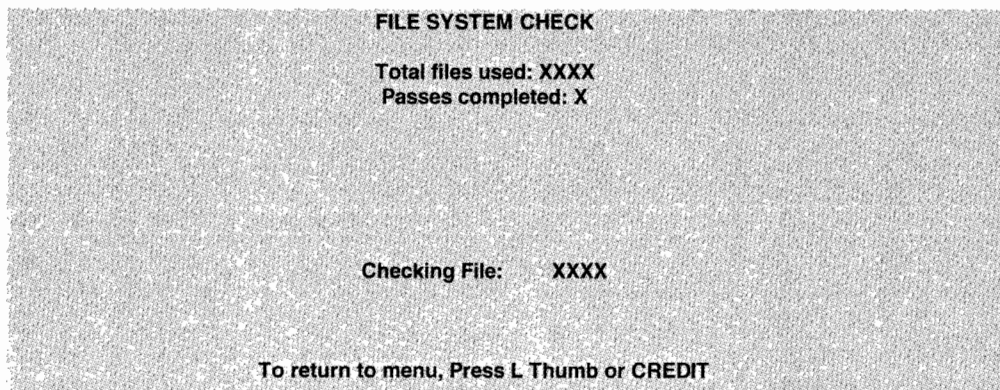 FILE SYSTEM CHECK
Total files used: XXXX
Passes completed: X
Checking File: XXXX
To return to menu, Press L Thumb or CREDIT